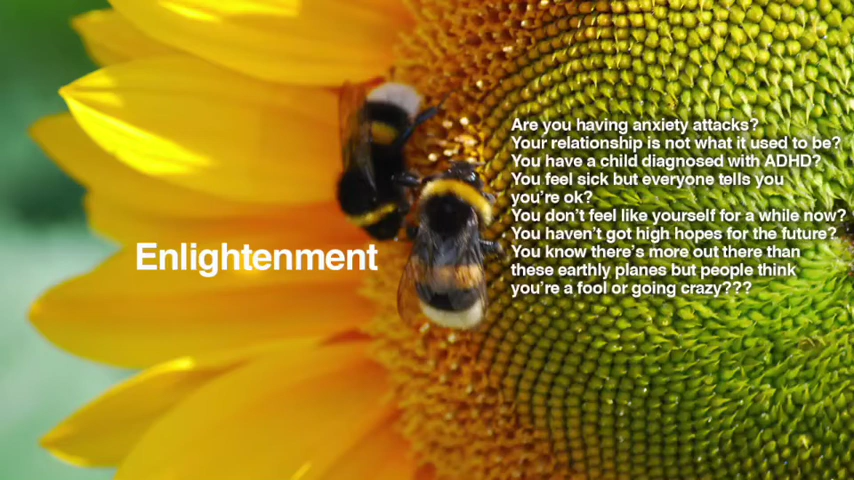 Enlightenment
Are you having anxiety attacks?
Your relationship is not what it used to be?
You have a child diagnosed with ADHD?
You feel sick but everyone tells you
you're ok?
You don't feel like yourself for a while now?
You haven't got high hopes for the future?
You know there's more out there than
these earthly planes but people think
you're a fool or going crazy???